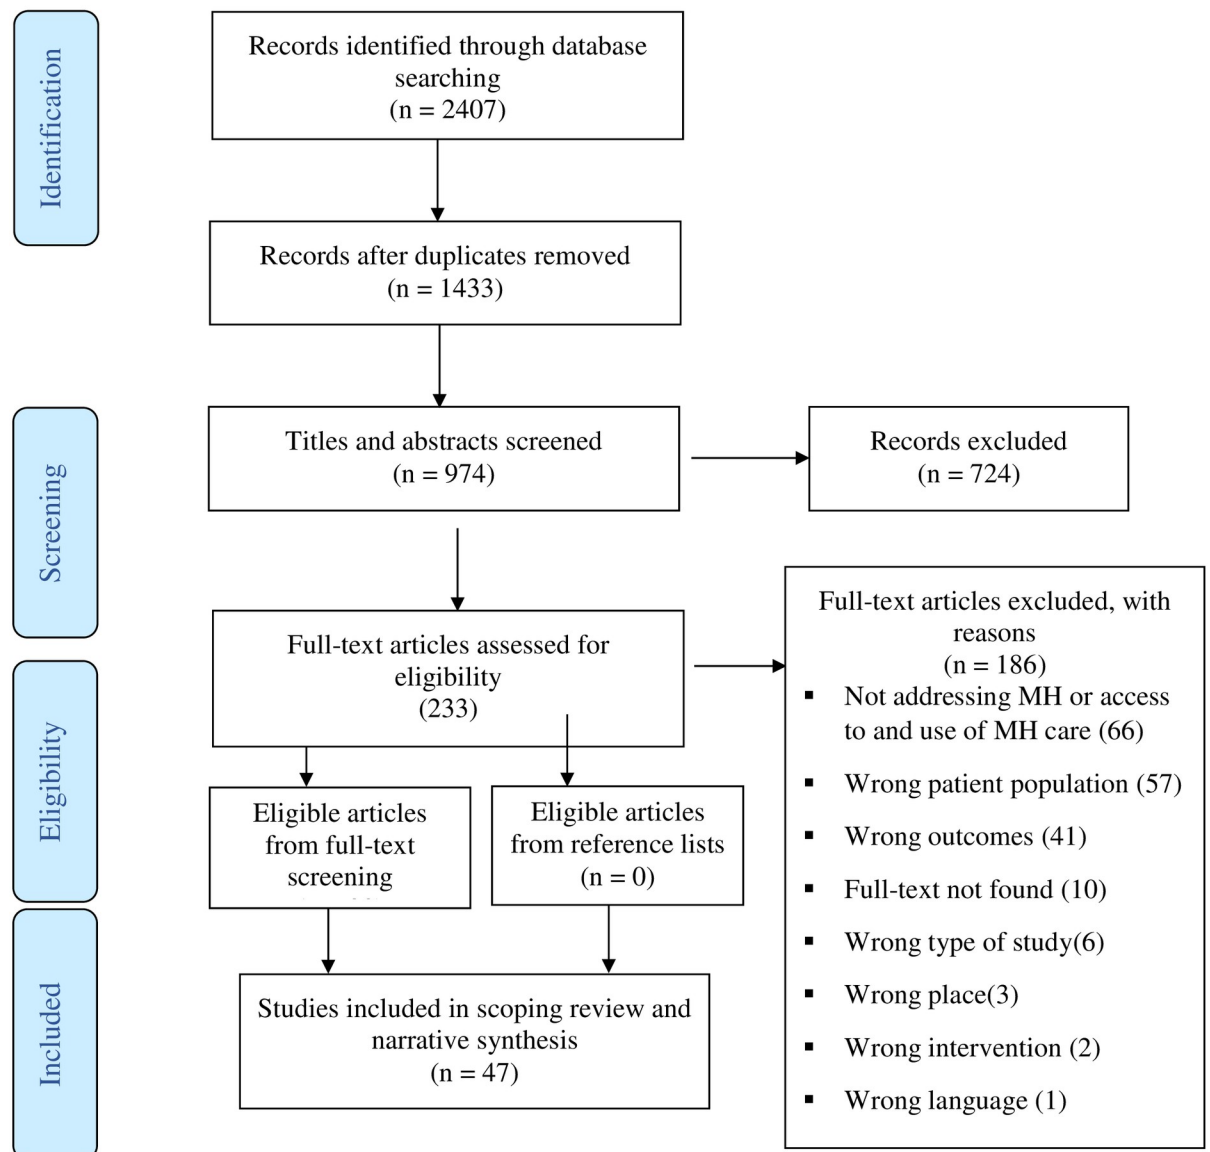 Identification
Records identified through database
searching
(n = 2407)
Records after duplicates removed
(n = 1433)
Screening
Titles and abstracts screened
(n = 974)
Records excluded
(n = 724)
Eligibility
Full-text articles assessed for
eligibility
(233)
Full-text articles excluded, with
reasons
(n = 186)
▪ Not addressing MH or access
to and use of MH care (66)
▪ Wrong patient population (57)
▪ Wrong outcomes (41)
▪ Full-text not found (10)
▪ Wrong type of study(6)
▪ Wrong place(3)
▪ Wrong intervention (2)
▪ Wrong language (1)
Eligible articles
from full-text
screening
Eligible articles
from reference lists
(n = 0)
Included
Studies included in scoping review and
narrative synthesis
(n = 47)